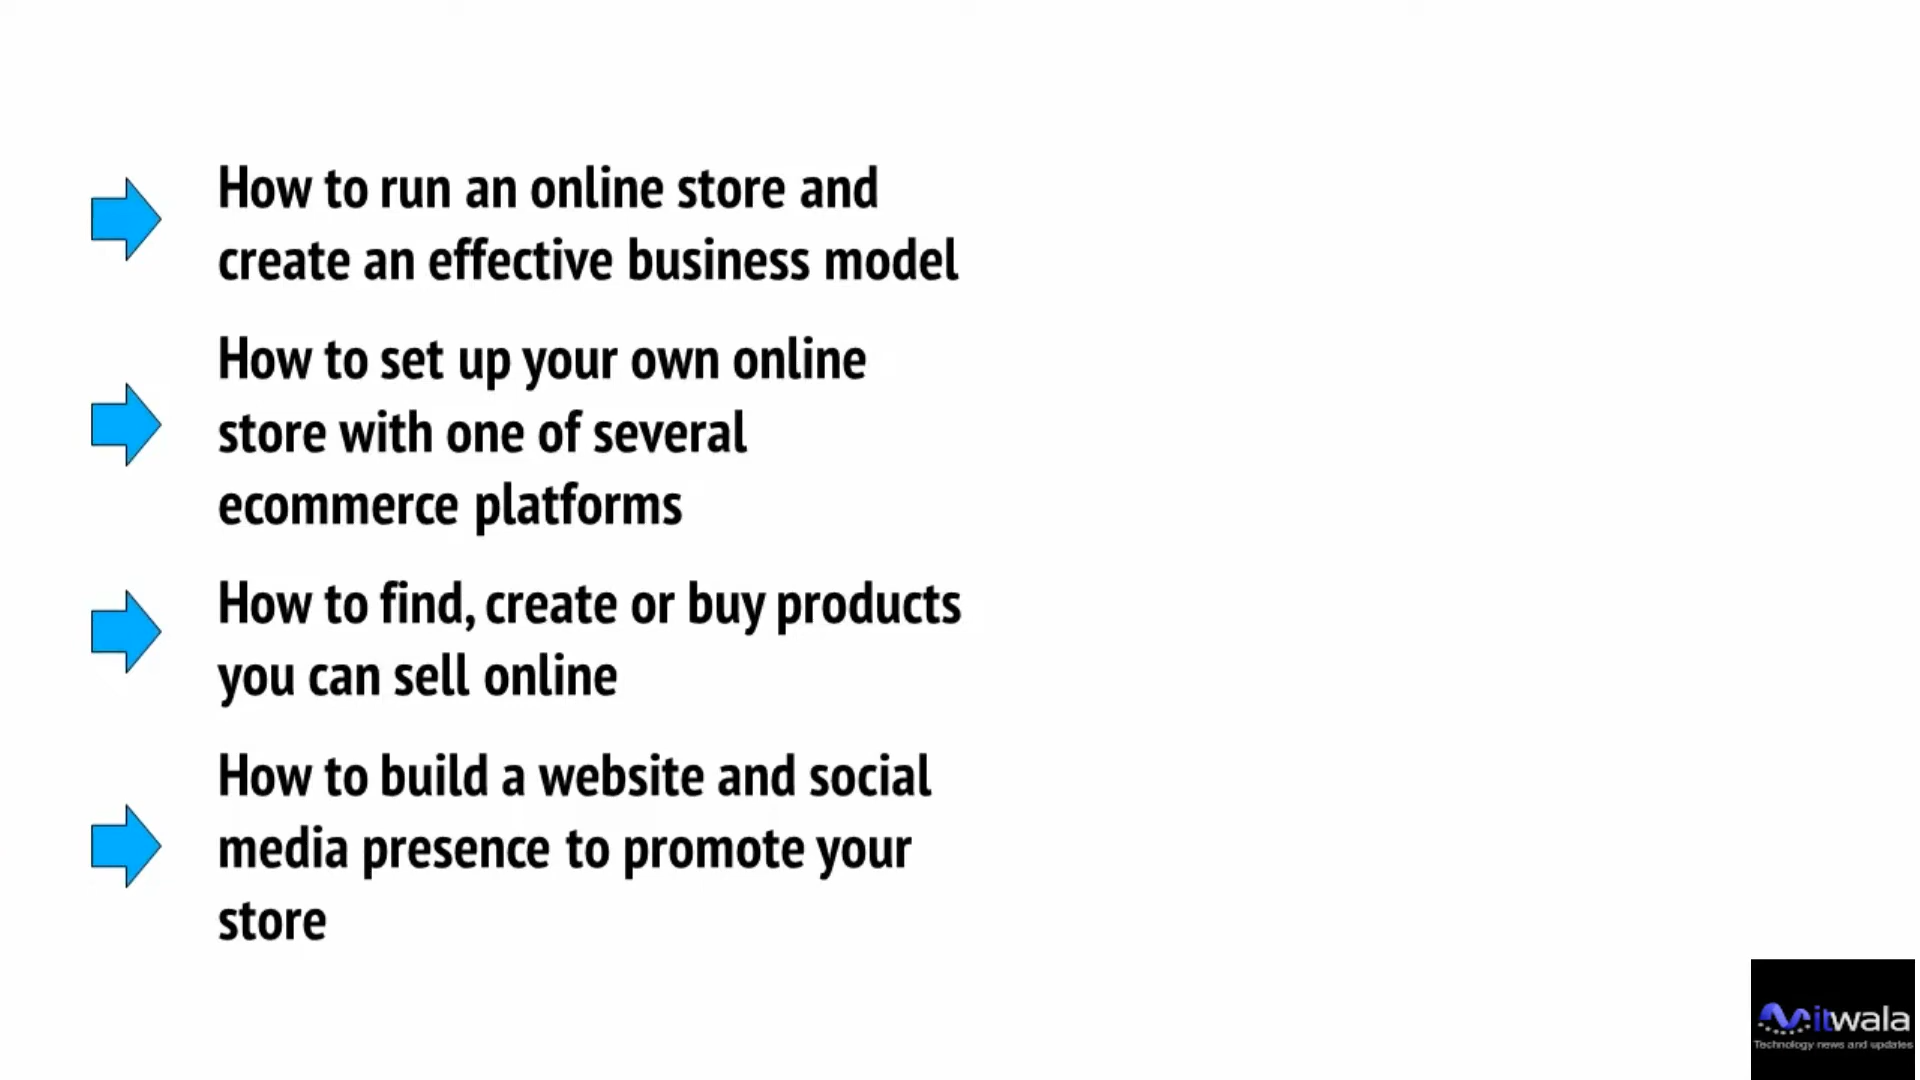 How to run an online store and
create an effective business model
How to set up your own online
store with one of several
ecommerce platforms
How to find, create or buy products
you can sell online
How to build a website and social
media presence to promote your
store
itwala
Technology news and updates